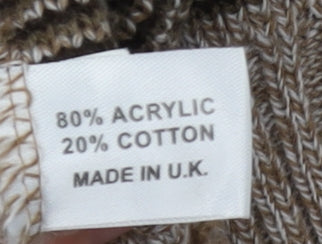 80% ACRYLIC
20% COTTON
MADE IN U.K.